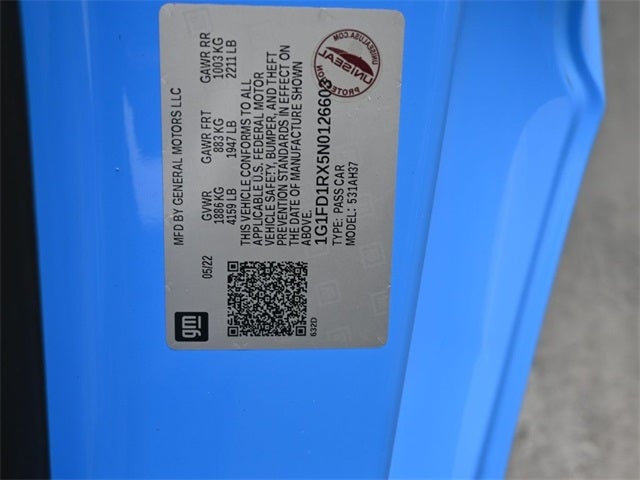 gm
MFD BY GENERAL MOTORS LLC
05/22
GVWR GAWR FRT GAWR RR
1886 KG 883 KG 1003 KG
4159 LB 1947 LB 2211 LB
THIS VEHICLE CONFORMS TO ALL
APPLICABLE U.S. FEDERAL MOTOR
VEHICLE SAFETY, BUMPER, AND THEFT
PREVENTION STANDARDS IN EFFECT ON
THE DATE OF MANUFACTURE SHOWN
ABOVE.
1G1FD1RX5N0126603
TYPE: PASS CAR
MODEL: 531AH37
632D
UNISEAL